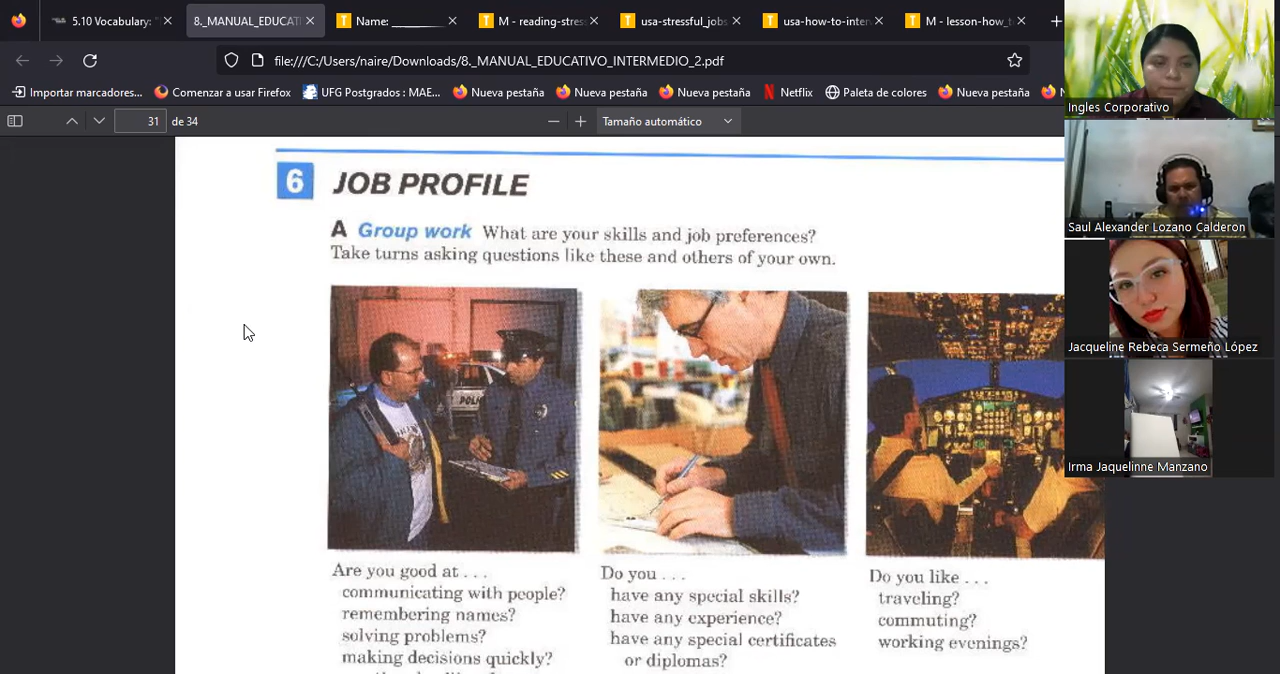 5.10 Vocabulary:
8._MANUAL_EDUCAT
Name: ________
M - reading-stres
usa-stressful_jobs
usa-how-to-inter
M - lesson-how_t
file:///C:/Users/naire/Downloads/8._MANUAL_EDUCATIVO_INTERMEDIO_2.pdf
Importar marcadores...
Comenzar a usar Firefox
UFG Postgrados : MAE...
Nueva pestaña
Nueva pestaña
Nueva pestaña
Netflix
Paleta de colores
Nueva pestaña
31 de 34
Tamaño automático
Ingles Corporativo
Saul Alexander Lozano Calderon
Jacqueline Rebeca Sermeño López
Irma Jaquelinne Manzano
6 JOB PROFILE
A Group work What are your skills and job preferences?
Take turns asking questions like these and others of your own.
POLIC
Are you good at . . .
communicating with people?
remembering names?
solving problems?
making decisions quickly?
Do you . . .
have any special skills?
have any experience?
have any special certificates
or diplomas?
Do you like . . .
traveling?
commuting?
working evenings?